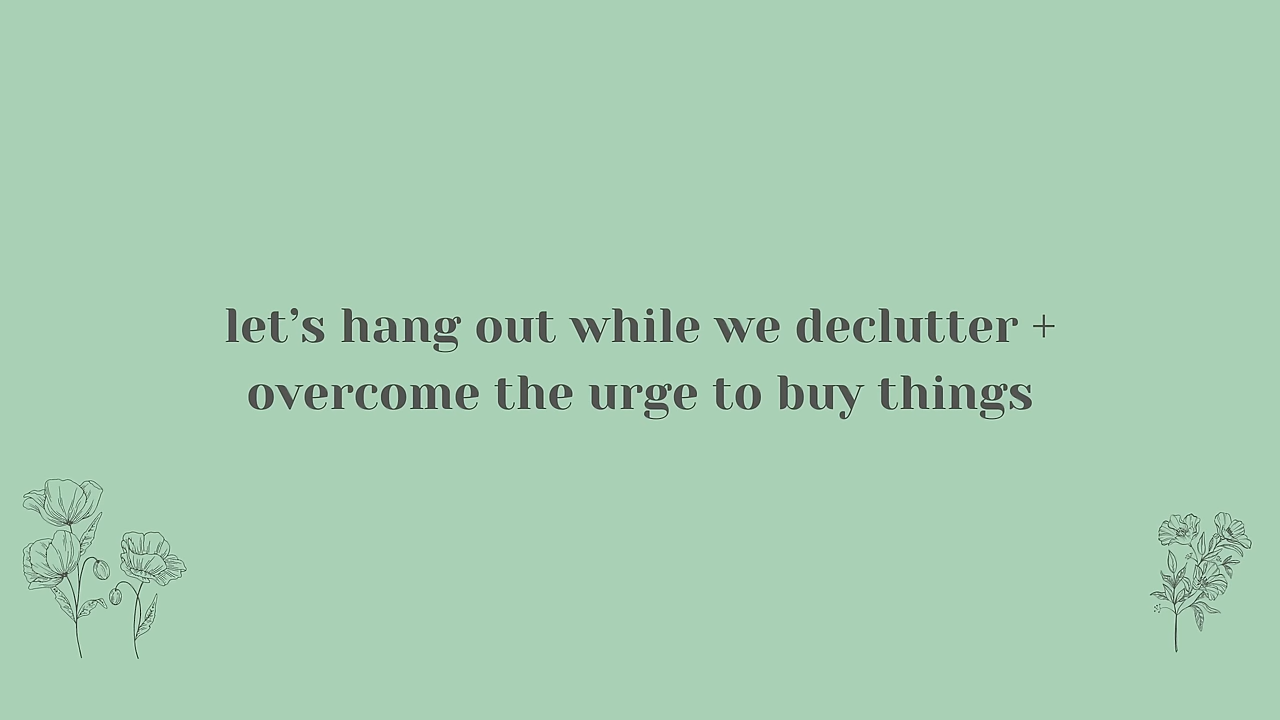 let’s hang out while we declutter +
overcome the urge to buy things